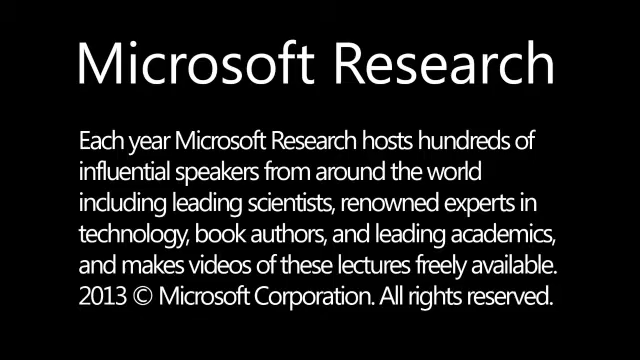 Microsoft Research
Each year Microsoft Research hosts hundreds of
influential speakers from around the world
including leading scientists, renowned experts in
technology, book authors, and leading academics,
and makes videos of these lectures freely available.
2013 © Microsoft Corporation. All rights reserved.